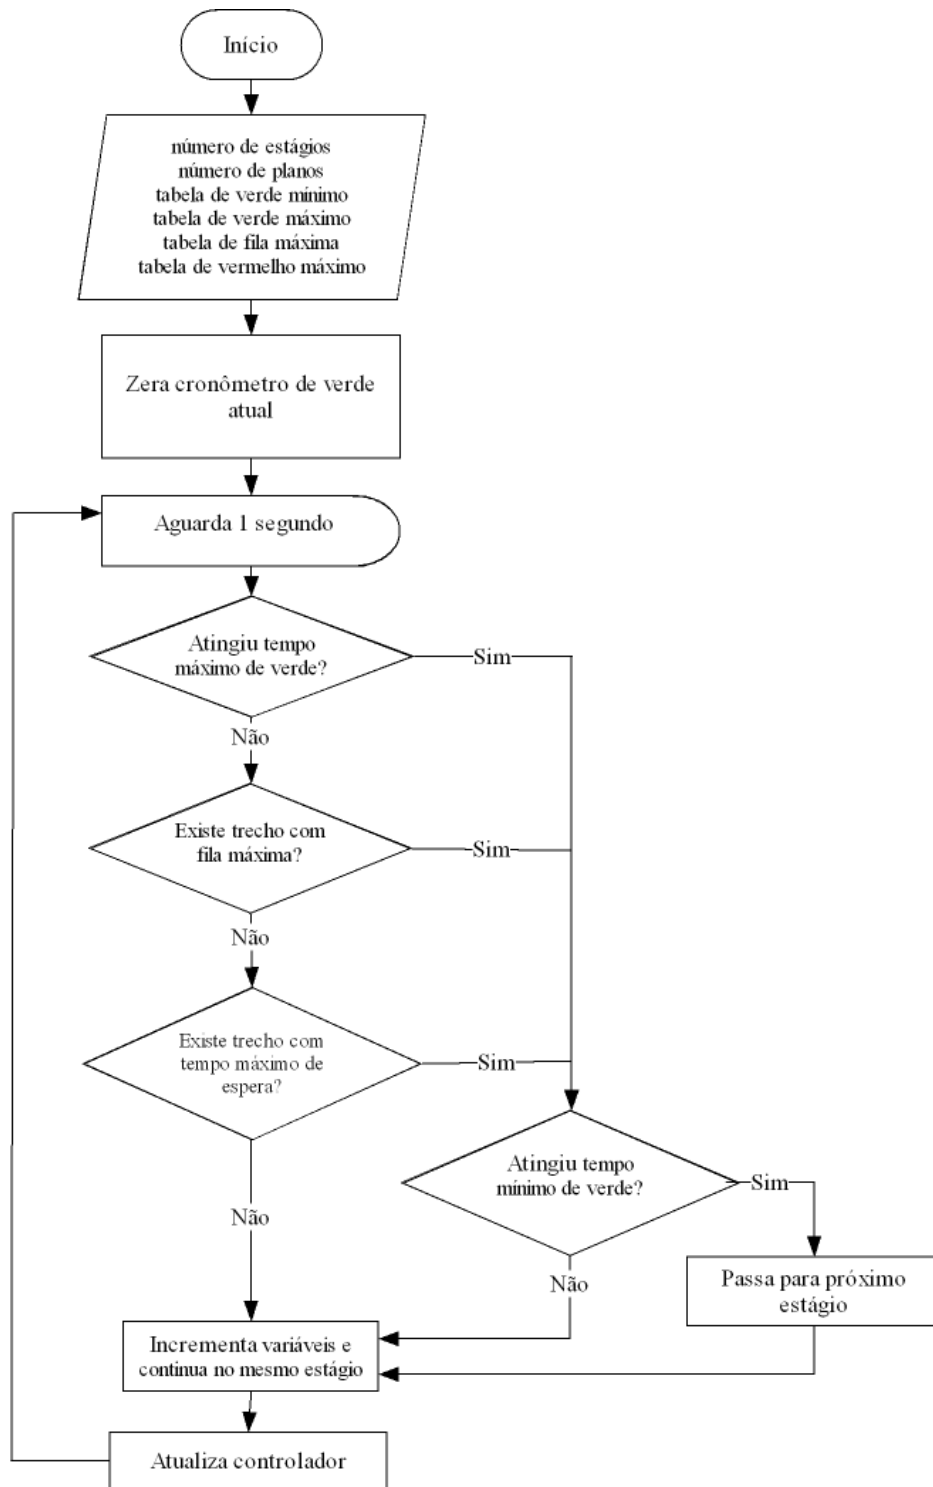 Início
número de estágios
número de planos
tabela de verde mínimo
tabela de verde máximo
tabela de fila máxima
tabela de vermelho máximo
Zera cronômetro de verde
atual
Aguarda 1 segundo
Atingiu tempo
máximo de verde?
Sim
Não
Existe trecho com
fila máxima?
Sim
Não
Existe trecho com
tempo máximo de
espera?
Sim
Atingiu tempo
mínimo de verde?
Sim
Não
Não
Passa para próximo
estágio
Incrementa variáveis e
continua no mesmo estágio
Atualiza controlador